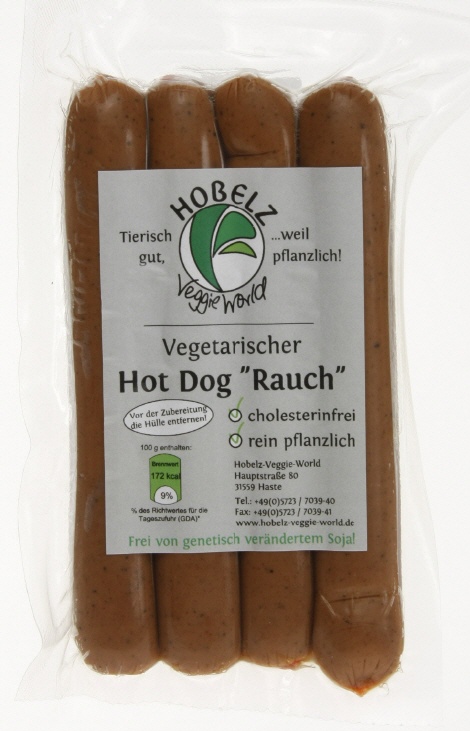 HOBELZ
Tierisch gut,
...weil pflanzlich!
Veggie World
Vegetarischer
Hot Dog "Rauch"
Vor der Zubereitung
die Hülle entfernen!
cholesterinfrei
rein pflanzlich
100 g enthalten:
Brennwert
172 kcal
9%
% des Richtwertes für die
Tageszufuhr (GDA)*
Hobelz-Veggie-World
Hauptstraße 80
31559 Haste
Tel.: +49(0)5723 / 7039-40
Fax: +49(0)5723 / 7039-41
www.hobelz-veggie-world.de
Frei von genetisch verändertem Soja!